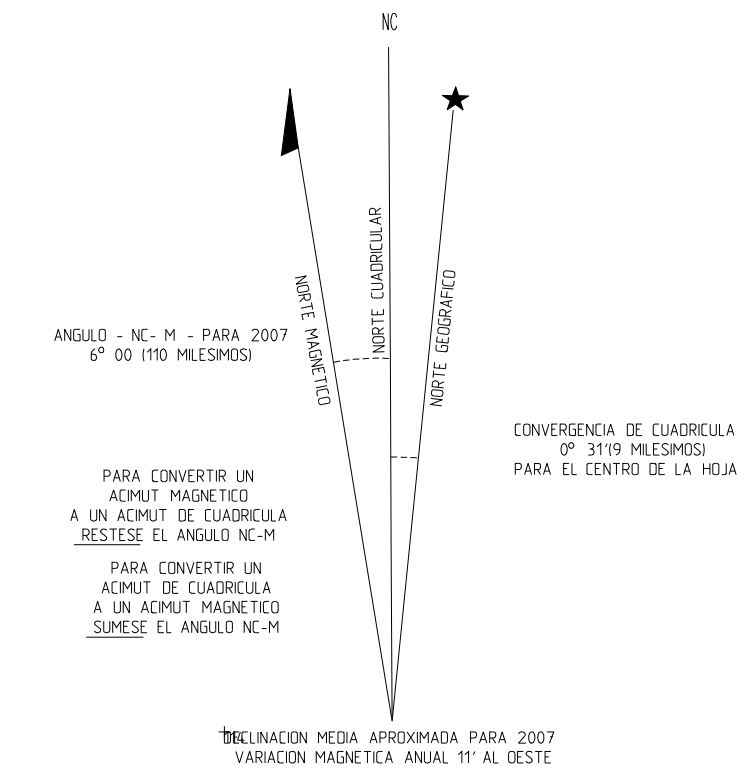 NC
NORTE CUADRICULAR
NORTE GEOGRAFICO
NORTE MAGNETICO
ANGULO - NC- M - PARA 2007
6° 00 (110 MILESIMOS)
CONVERGENCIA DE CUADRICULA
0° 31'(9 MILESIMOS)
PARA EL CENTRO DE LA HOJA
PARA CONVERTIR UN
ACIMUT MAGNETICO
A UN ACIMUT DE CUADRICULA
RESTESE EL ANGULO NC-M
PARA CONVERTIR UN
ACIMUT DE CUADRICULA
A UN ACIMUT MAGNETICO
SUMESE EL ANGULO NC-M
DECLINACION MEDIA APROXIMADA PARA 2007
VARIACION MAGNETICA ANUAL 11' AL OESTE